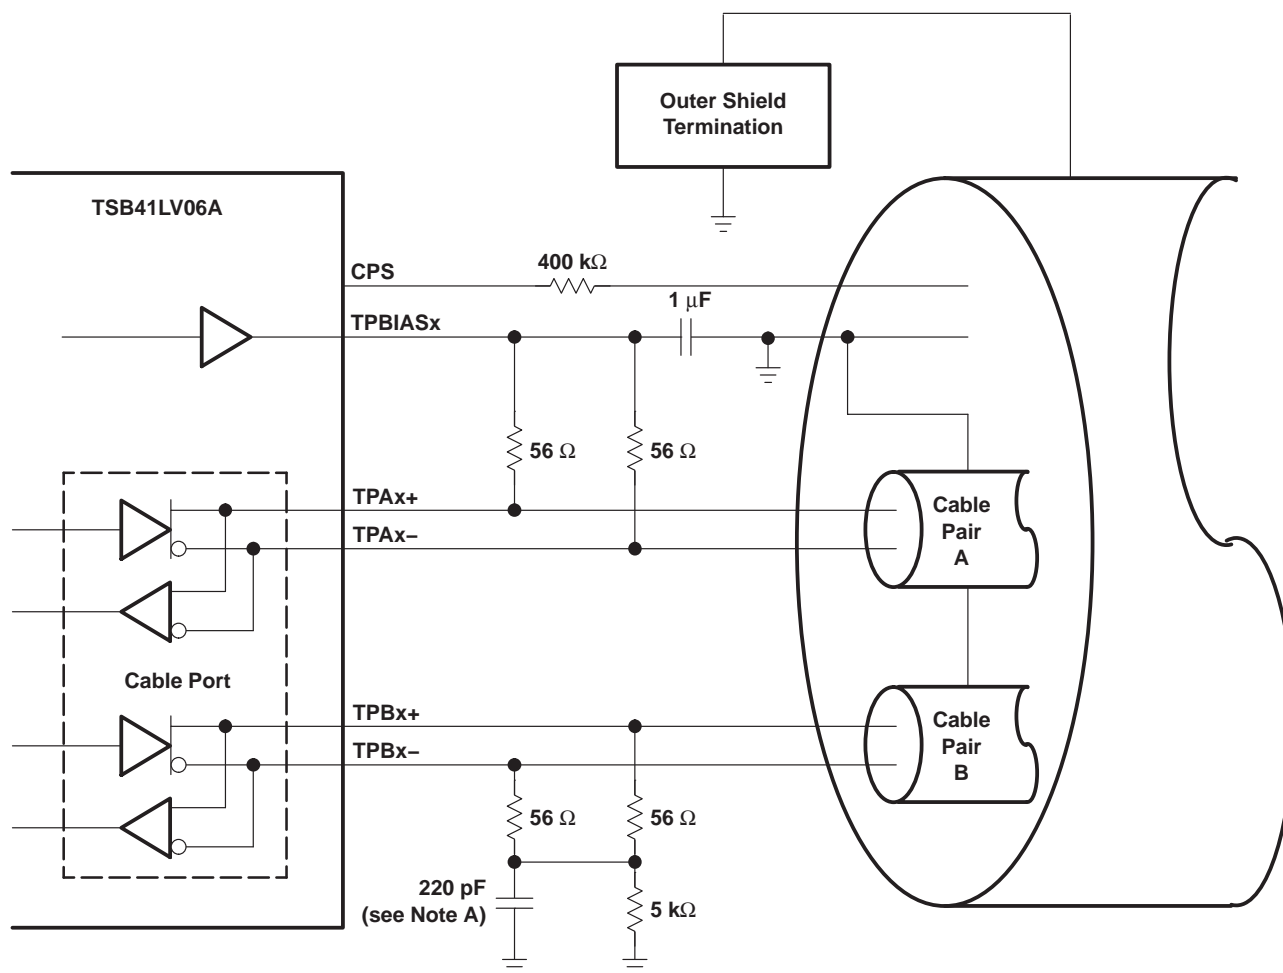 Outer Shield
Termination
TSB41LV06A
CPS
400 kΩ
1 μF
TPBIASx
56 Ω
56 Ω
TPAx+
TPAx−
Cable
Pair
A
Cable Port
TPBx+
TPBx−
Cable
Pair
B
56 Ω
56 Ω
220 pF
(see Note A)
5 kΩ